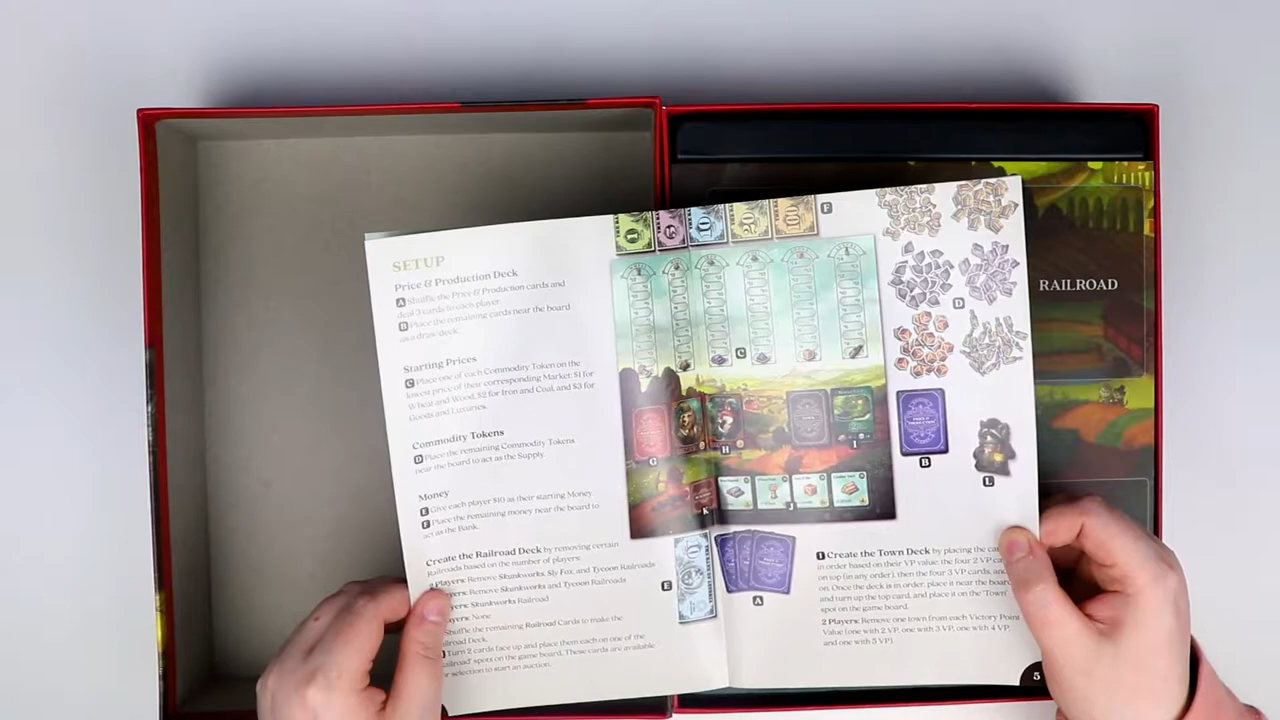 SETUP
Price & Production Deck
A Shuffle the Price & Production cards and
deal 3 cards to each player.
B Place the remaining cards near the board
as a draw deck.
Starting Prices
C Place one of each Commodity Token on the
lowest price of their corresponding Market: $1 for
Wheat and Wood, $2 for Iron and Coal, and $3 for
Goods and Luxuries.
Commodity Tokens
D Place the remaining Commodity Tokens
near the board to act as the Supply.
Money
E Give each player $10 as their starting Money
F Place the remaining money near the board to
act as the Bank.
Create the Railroad Deck by removing certain
Railroads based on the number of players:
Players: Remove Skunkworks, Sly Fox, and Tycoon Railroads
Remove Skunkworks and Tycoon Railroads
Skunkworks Railroad
None
Shuffle the remaining Railroad Cards to make the
Deck.
Turn 2 cards face up and place them each on one of the
spots on the game board. These cards are available
for selection to start an auction.
1
5
10
20
100
F
C
D
G
H
I
J
K
B
L
E
A
I Create the Town Deck by placing the
in order based on their VP value: the four 2 VP
on top (in any order), then the four 3 VP cards, and
on. Once the deck is in order, place it near the board
and turn up the top card, and place it on the 'Town'
spot on the game board.
2 Players: Remove one town from each Victory Point
Value (one with 2 VP, one with 3 VP, one with 4 VP,
and one with 5 VP).
5
RAILROAD